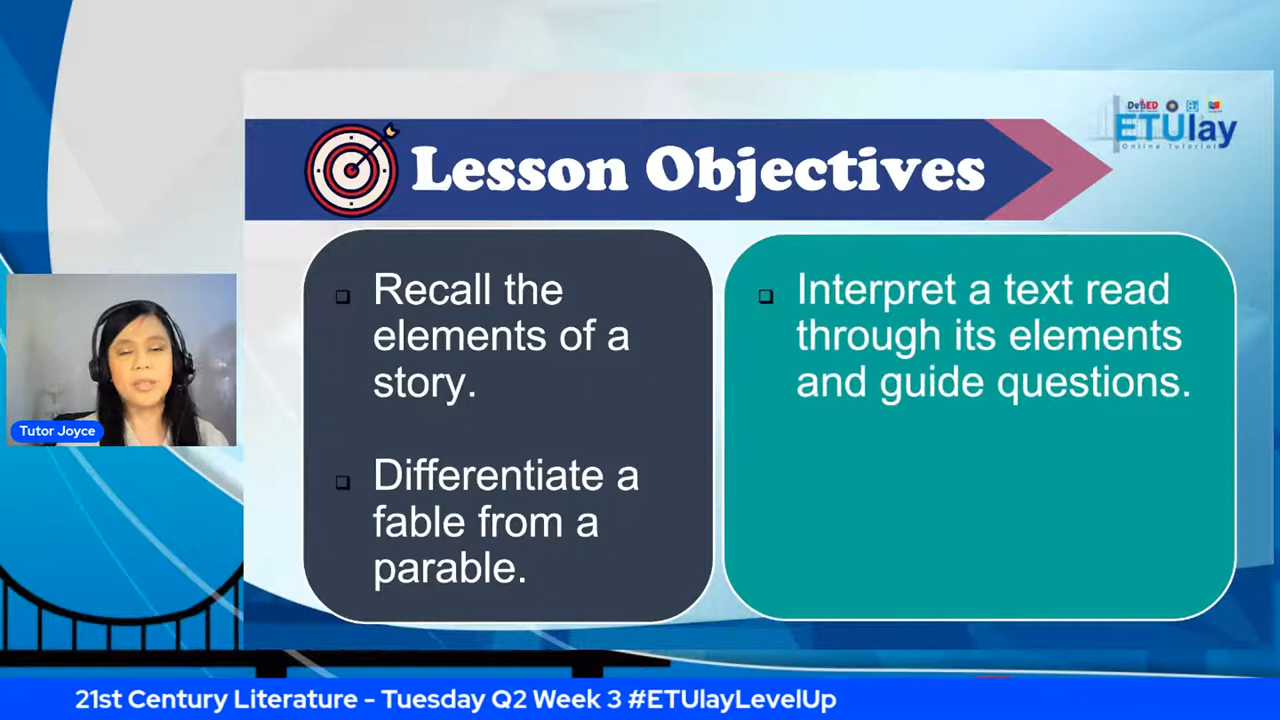 DepED
ETUlay
Online Tutorial
Lesson Objectives
Recall the
elements of a
story.
Differentiate a
fable from a
parable.
Interpret a text read
through its elements
and guide questions.
Tutor Joyce
21st Century Literature - Tuesday Q2 Week 3 #ETUlayLevelUp